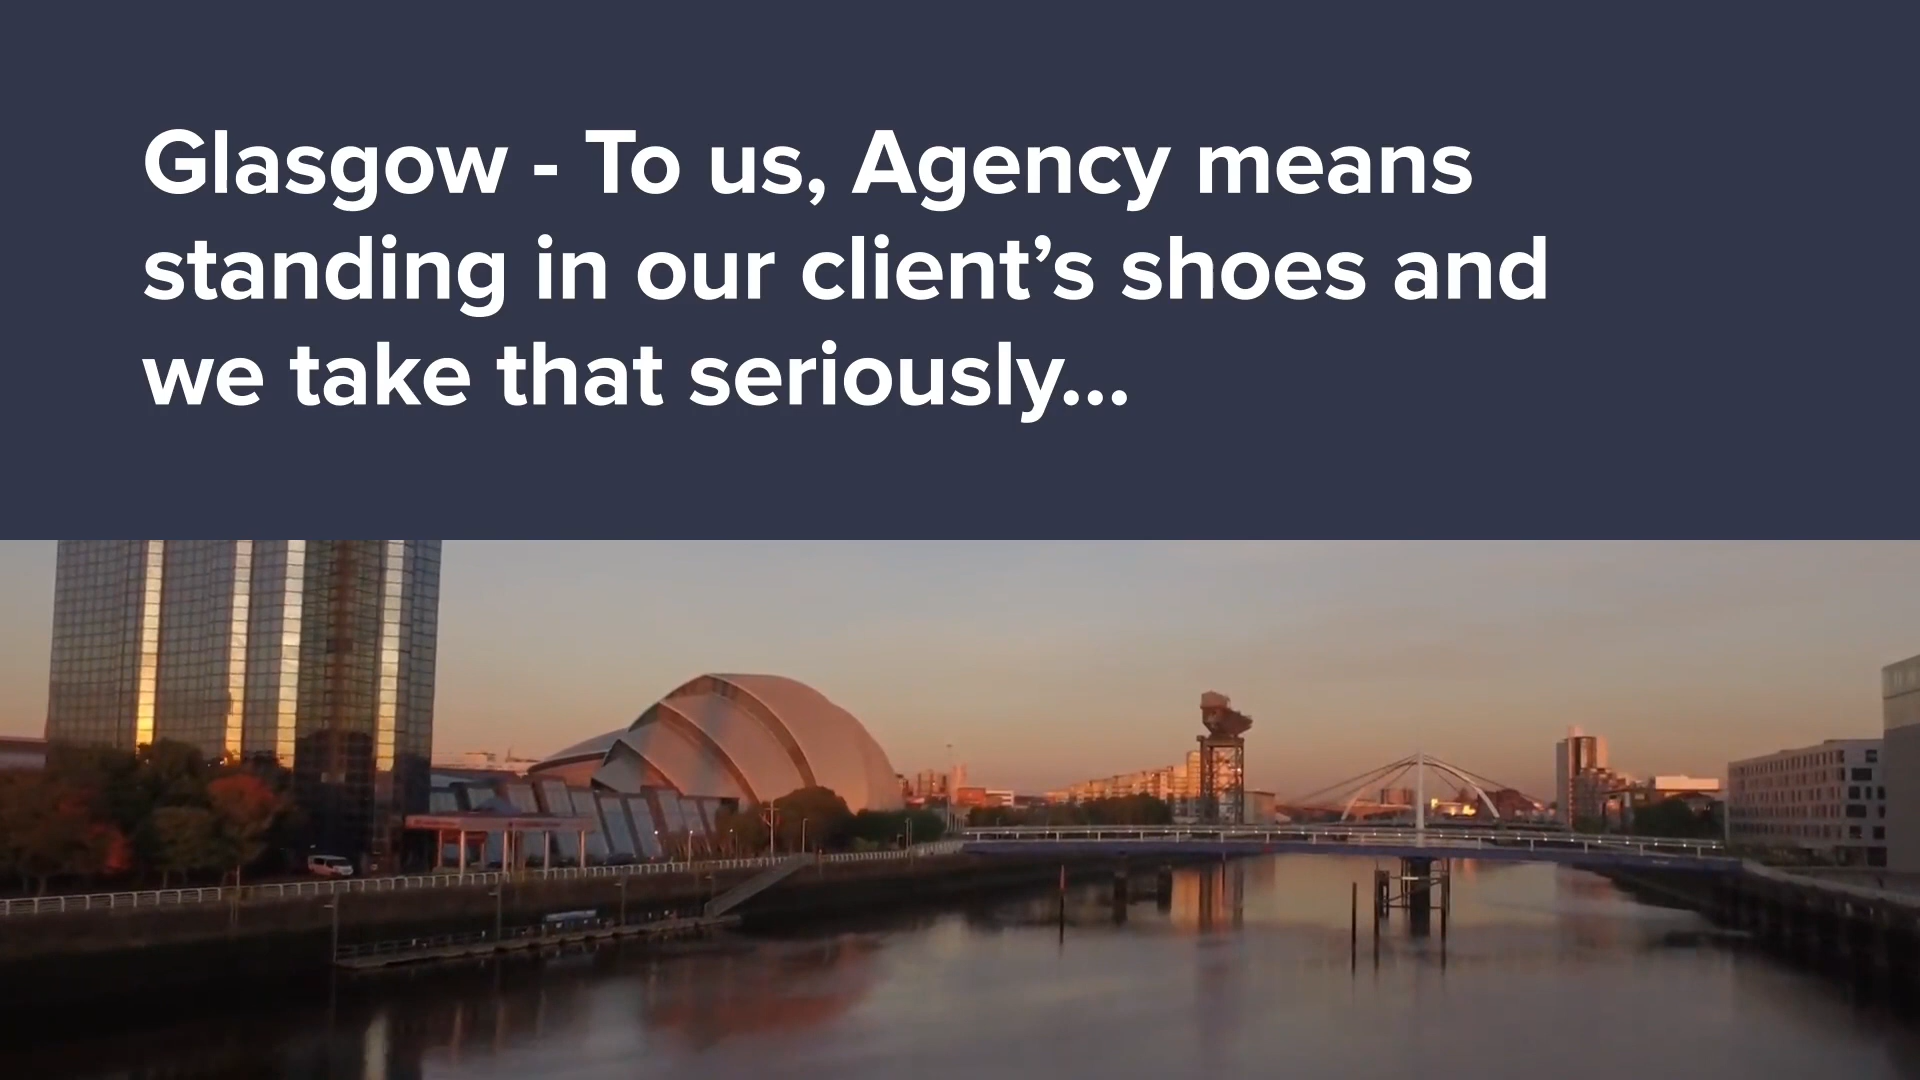 Glasgow - To us, Agency means
standing in our client’s shoes and
we take that seriously...